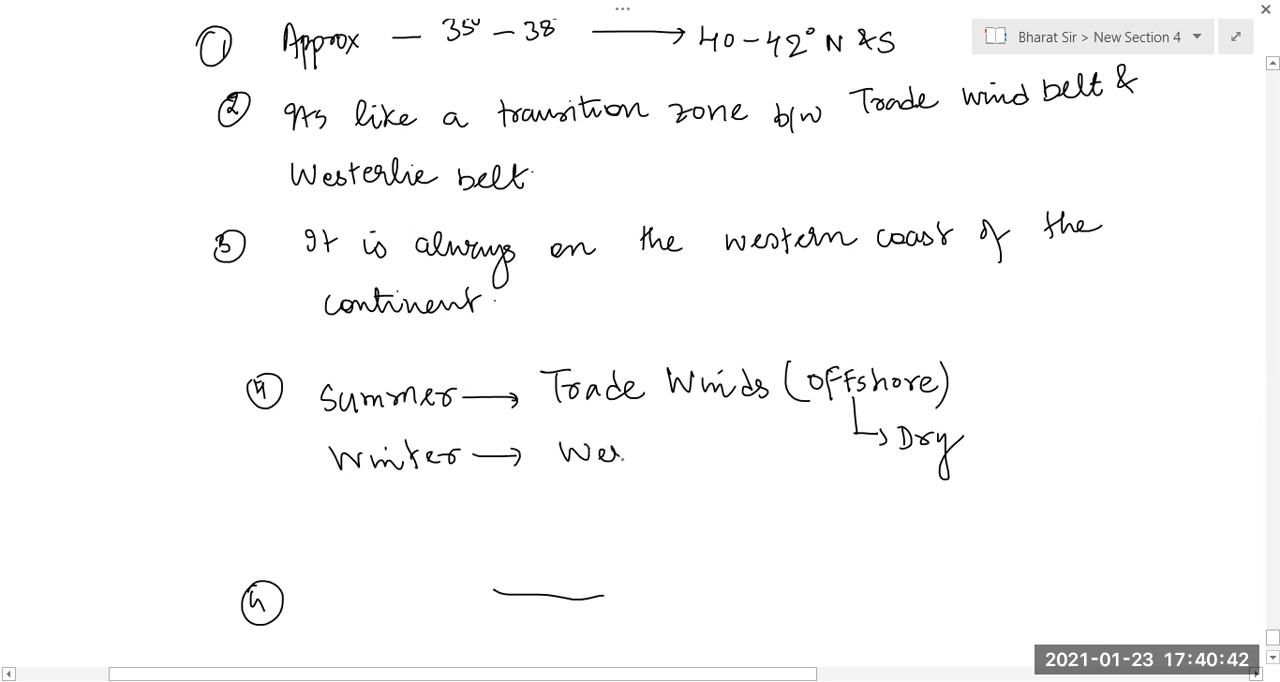 Bharat Sir > New Section 4
① Approx — 35° – 38° ⟶ 40 – 42° N & S
② Its like a transition zone b/w Trade wind belt &
Westerlie belt.
③ It is always on the western coast of the
continent.
④ Summer ⟶ Trade Winds (offshore)
↳ Dry
Winter ⟶ Wes
2021-01-23 17:40:42